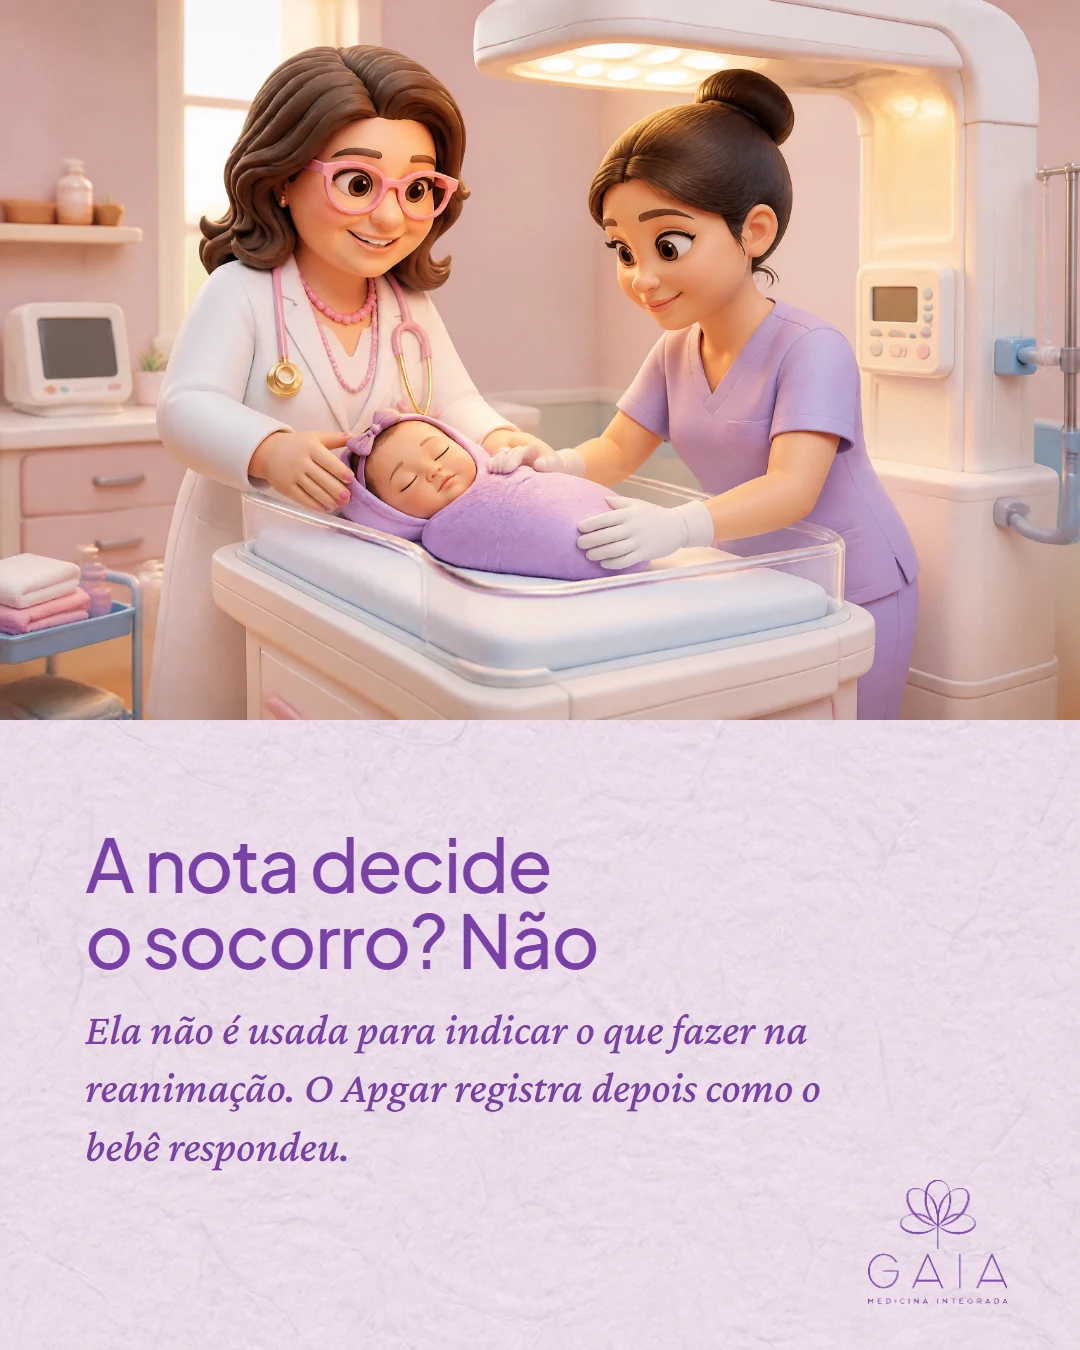 A nota decide
o socorro? Não
Ela não é usada para indicar o que fazer na
reanimação. O Apgar registra depois como o
bebê respondeu.
GAIA
MEDICINA INTEGRADA